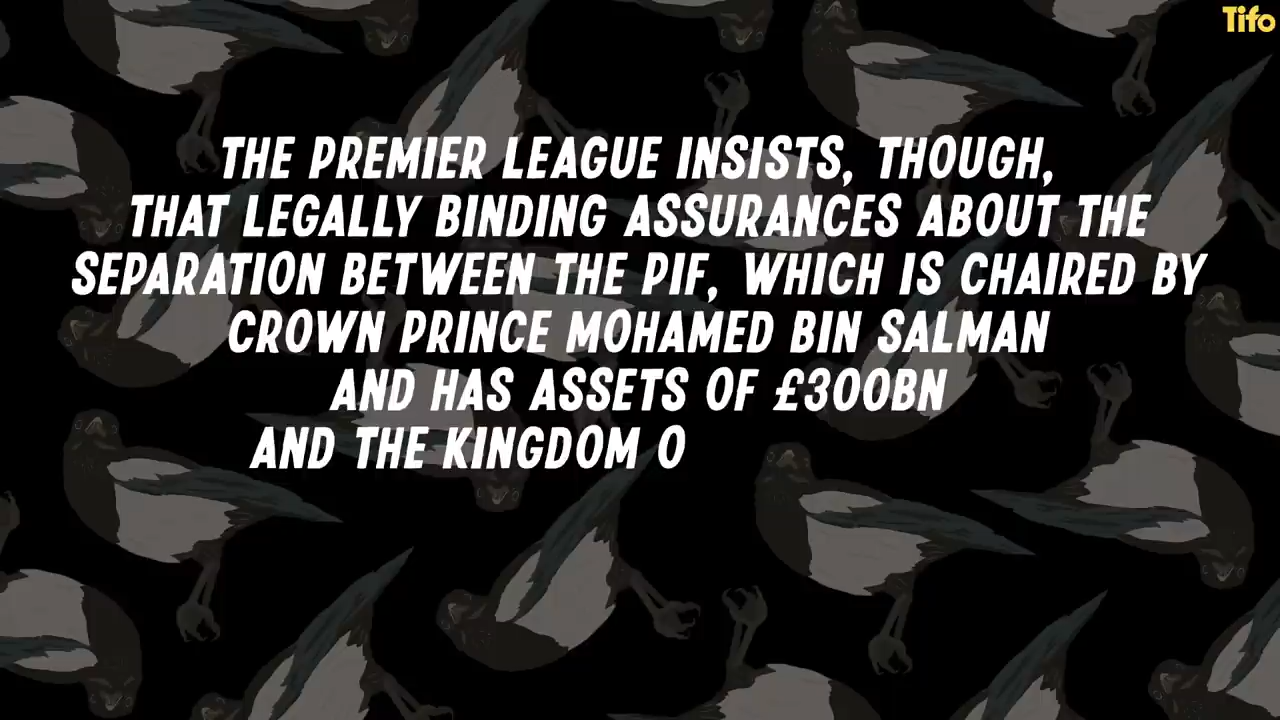 Tifo
THE PREMIER LEAGUE INSISTS, THOUGH,
THAT LEGALLY BINDING ASSURANCES ABOUT THE
SEPARATION BETWEEN THE PIF, WHICH IS CHAIRED BY
CROWN PRINCE MOHAMED BIN SALMAN
AND HAS ASSETS OF £300BN
AND THE KINGDOM O